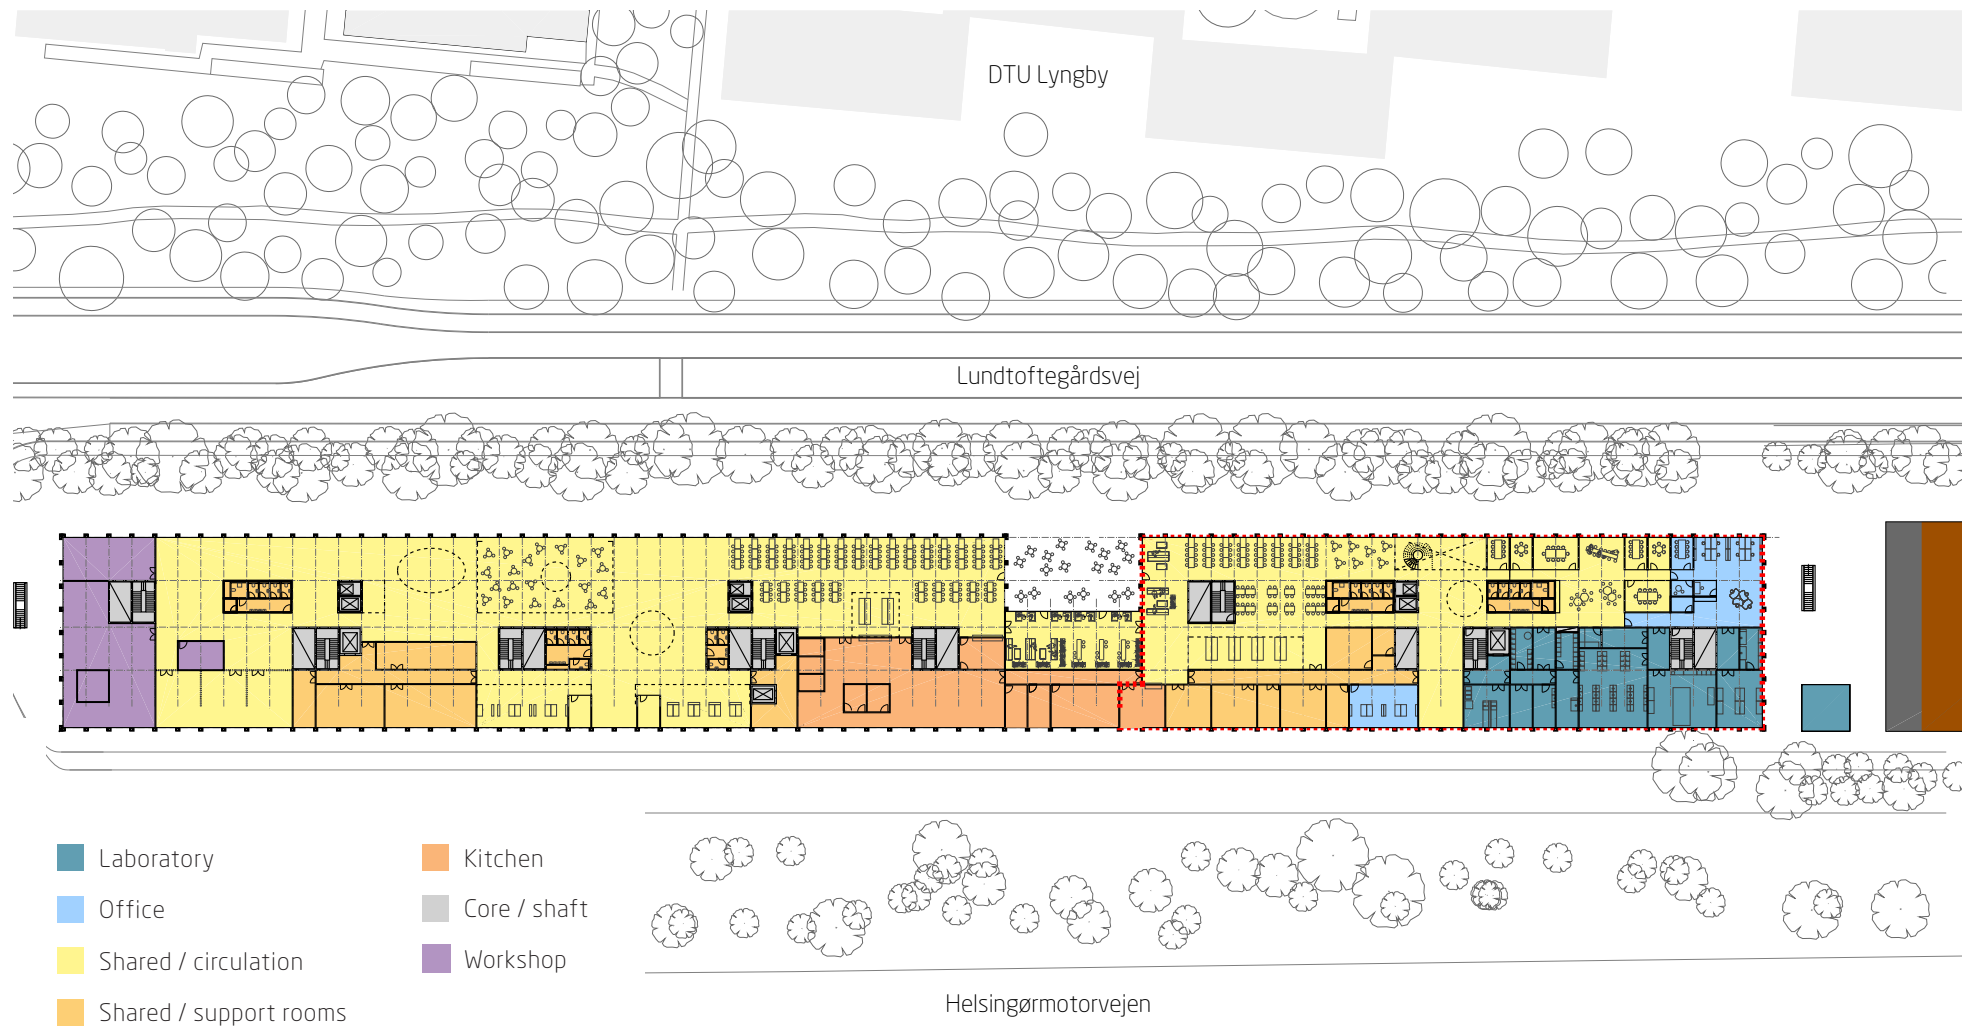 DTU Lyngby
Lundtoftegårdsvej
Laboratory
Office
Shared / circulation
Shared / support rooms
Kitchen
Core / shaft
Workshop
Helsingørmotorvejen